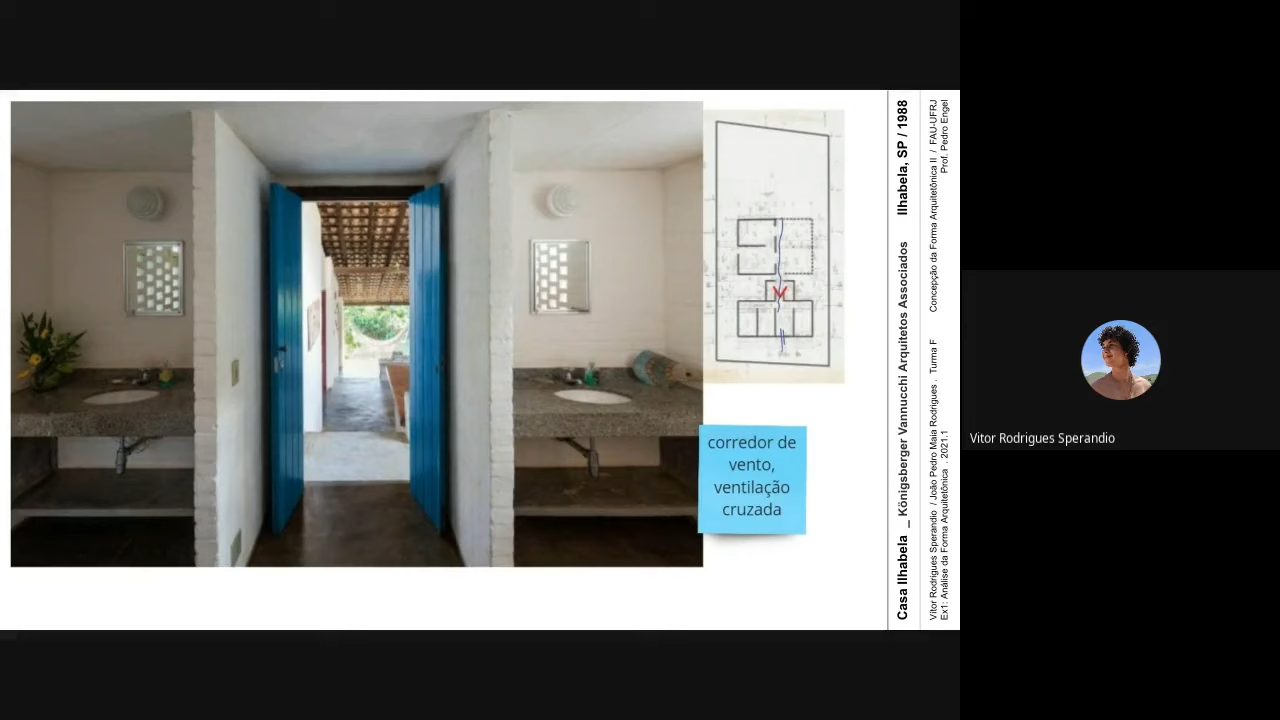 corredor de
vento,
ventilação
cruzada
Casa Ilhabela _ Königsberger Vannucchi Arquitetos Associados Ilhabela, SP / 1988
Vitor Rodrigues Sperandio / João Pedro Maia Rodrigues . Turma F Concepção da Forma Arquitetônica II / FAU-UFRJ
Ex1: Análise da Forma Arquitetônica . 2021.1 Prof. Pedro Engel
Vitor Rodrigues Sperandio